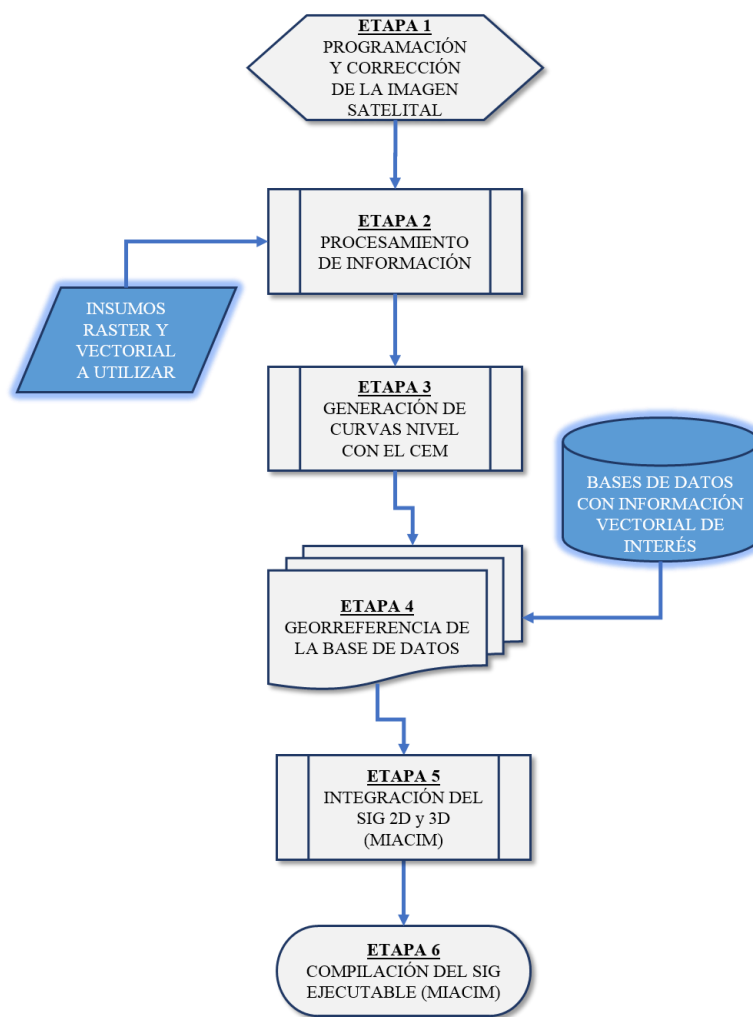 ETAPA 1
PROGRAMACIÓN
Y CORRECCIÓN
DE LA IMAGEN
SATELITAL
ETAPA 2
PROCESAMIENTO
DE INFORMACIÓN
INSUMOS
RASTER Y
VECTORIAL
A UTILIZAR
ETAPA 3
GENERACIÓN DE
CURVAS NIVEL
CON EL CEM
BASES DE DATOS
CON INFORMACIÓN
VECTORIAL DE
INTERÉS
ETAPA 4
GEORREFERENCIA DE
LA BASE DE DATOS
ETAPA 5
INTEGRACIÓN DEL
SIG 2D y 3D
(MIACIM)
ETAPA 6
COMPILACIÓN DEL SIG
EJECUTABLE (MIACIM)